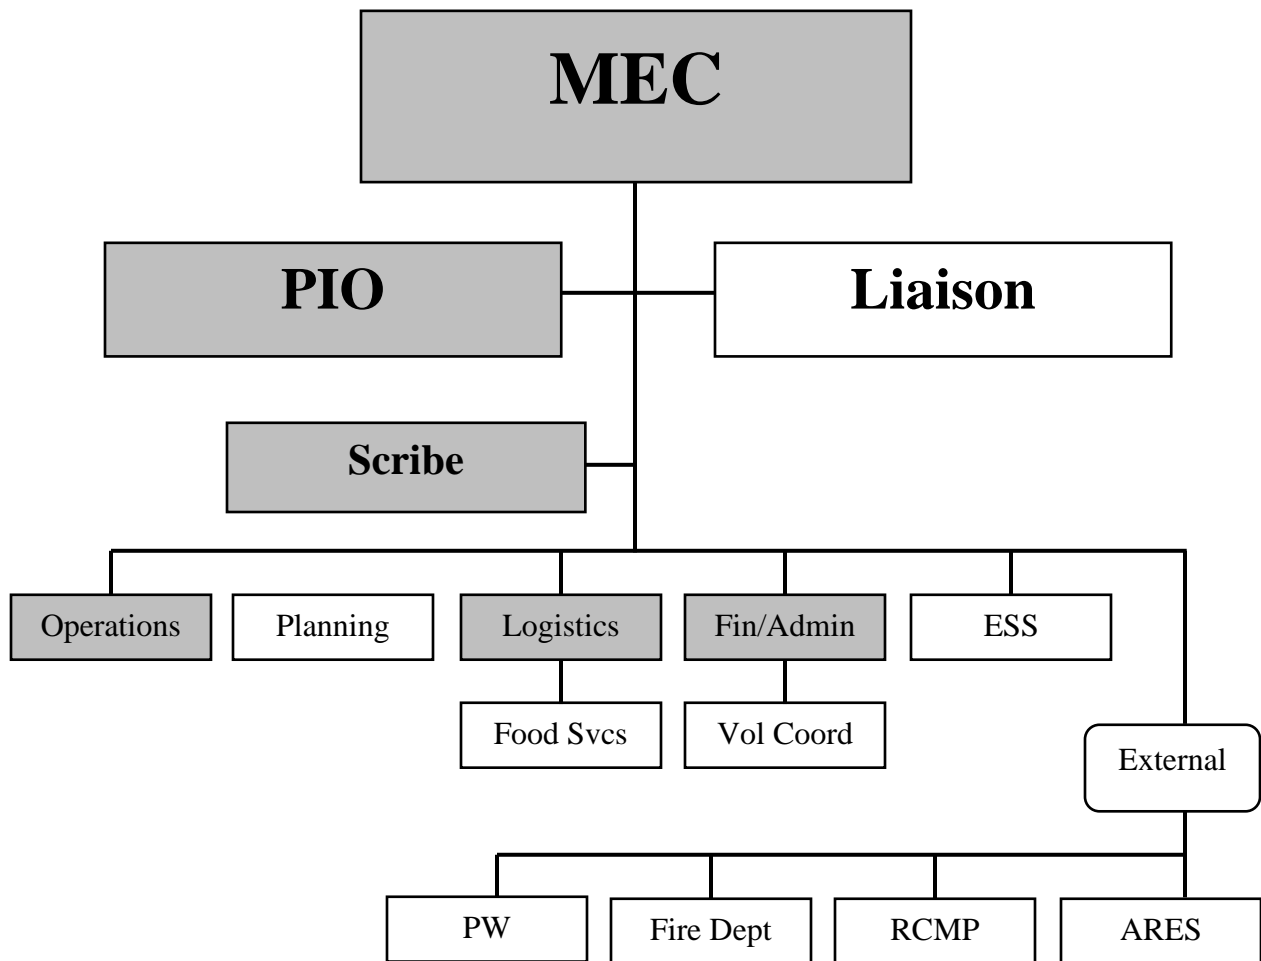 MEC
PIO
Liaison
Scribe
Operations
Planning
Logistics
Fin/Admin
ESS
Food Svcs
Vol Coord
External
PW
Fire Dept
RCMP
ARES